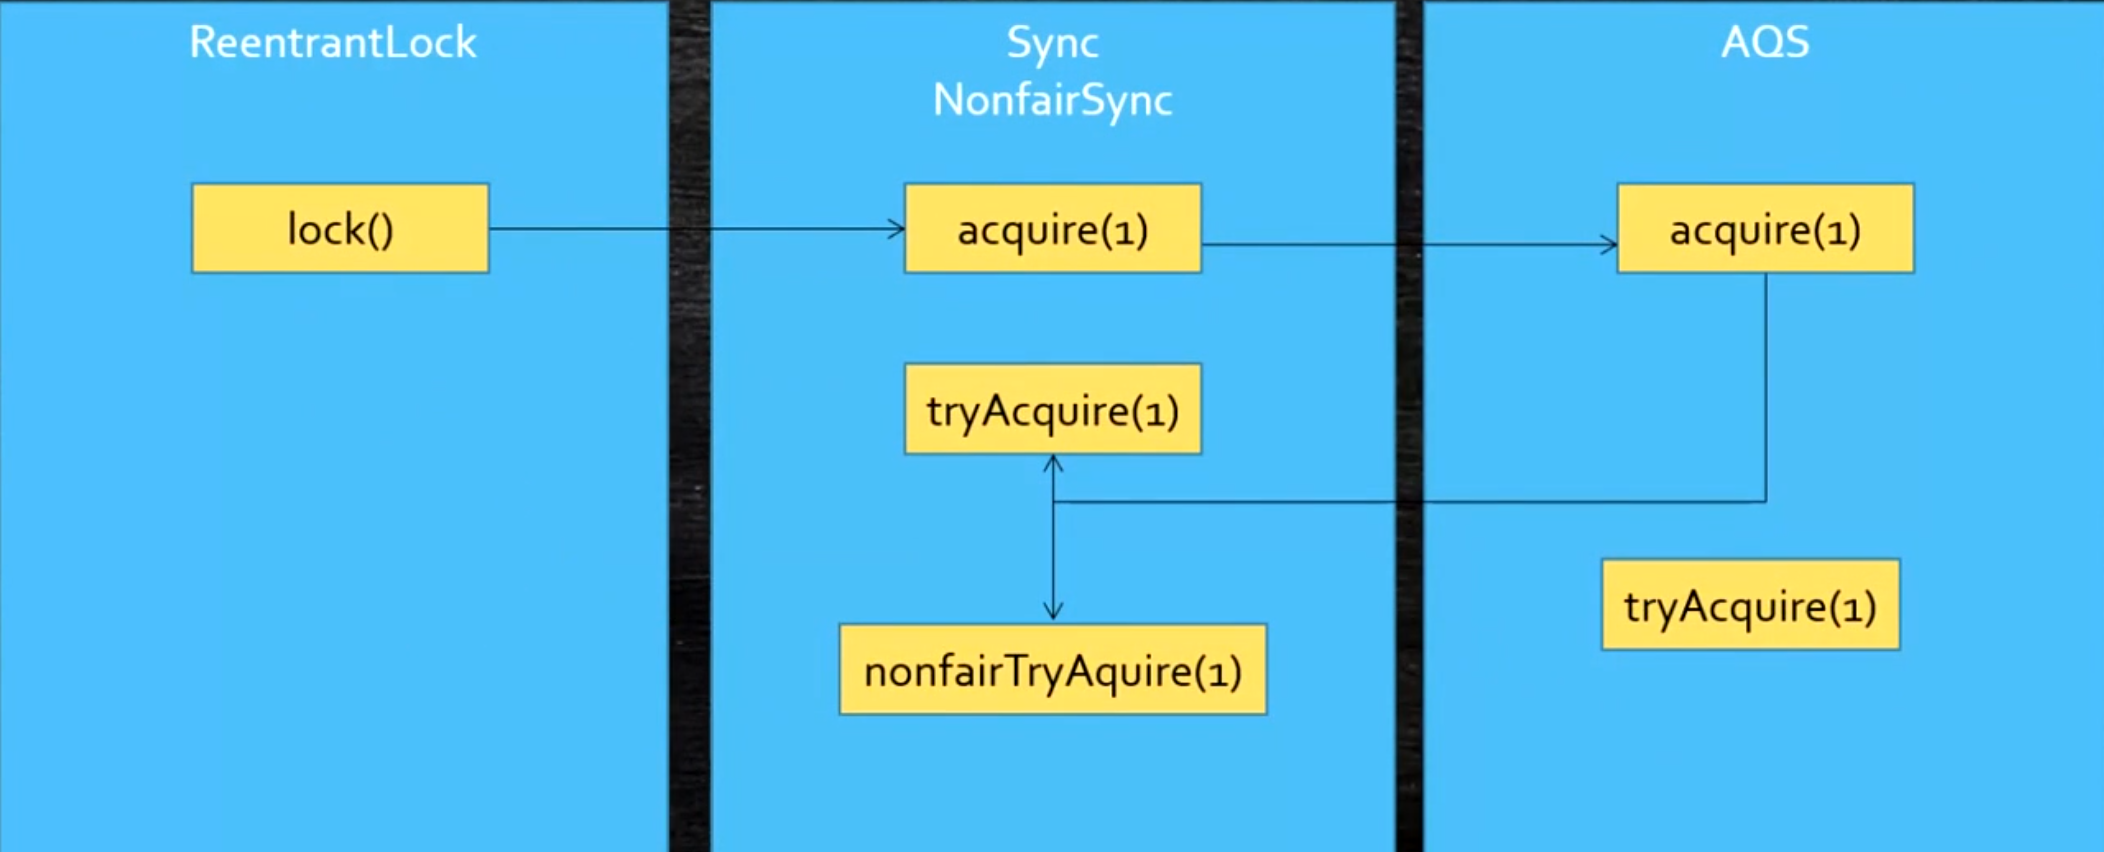 ReentrantLock
Sync
NonfairSync
AQS
lock()
acquire(1)
acquire(1)
tryAcquire(1)
tryAcquire(1)
nonfairTryAquire(1)